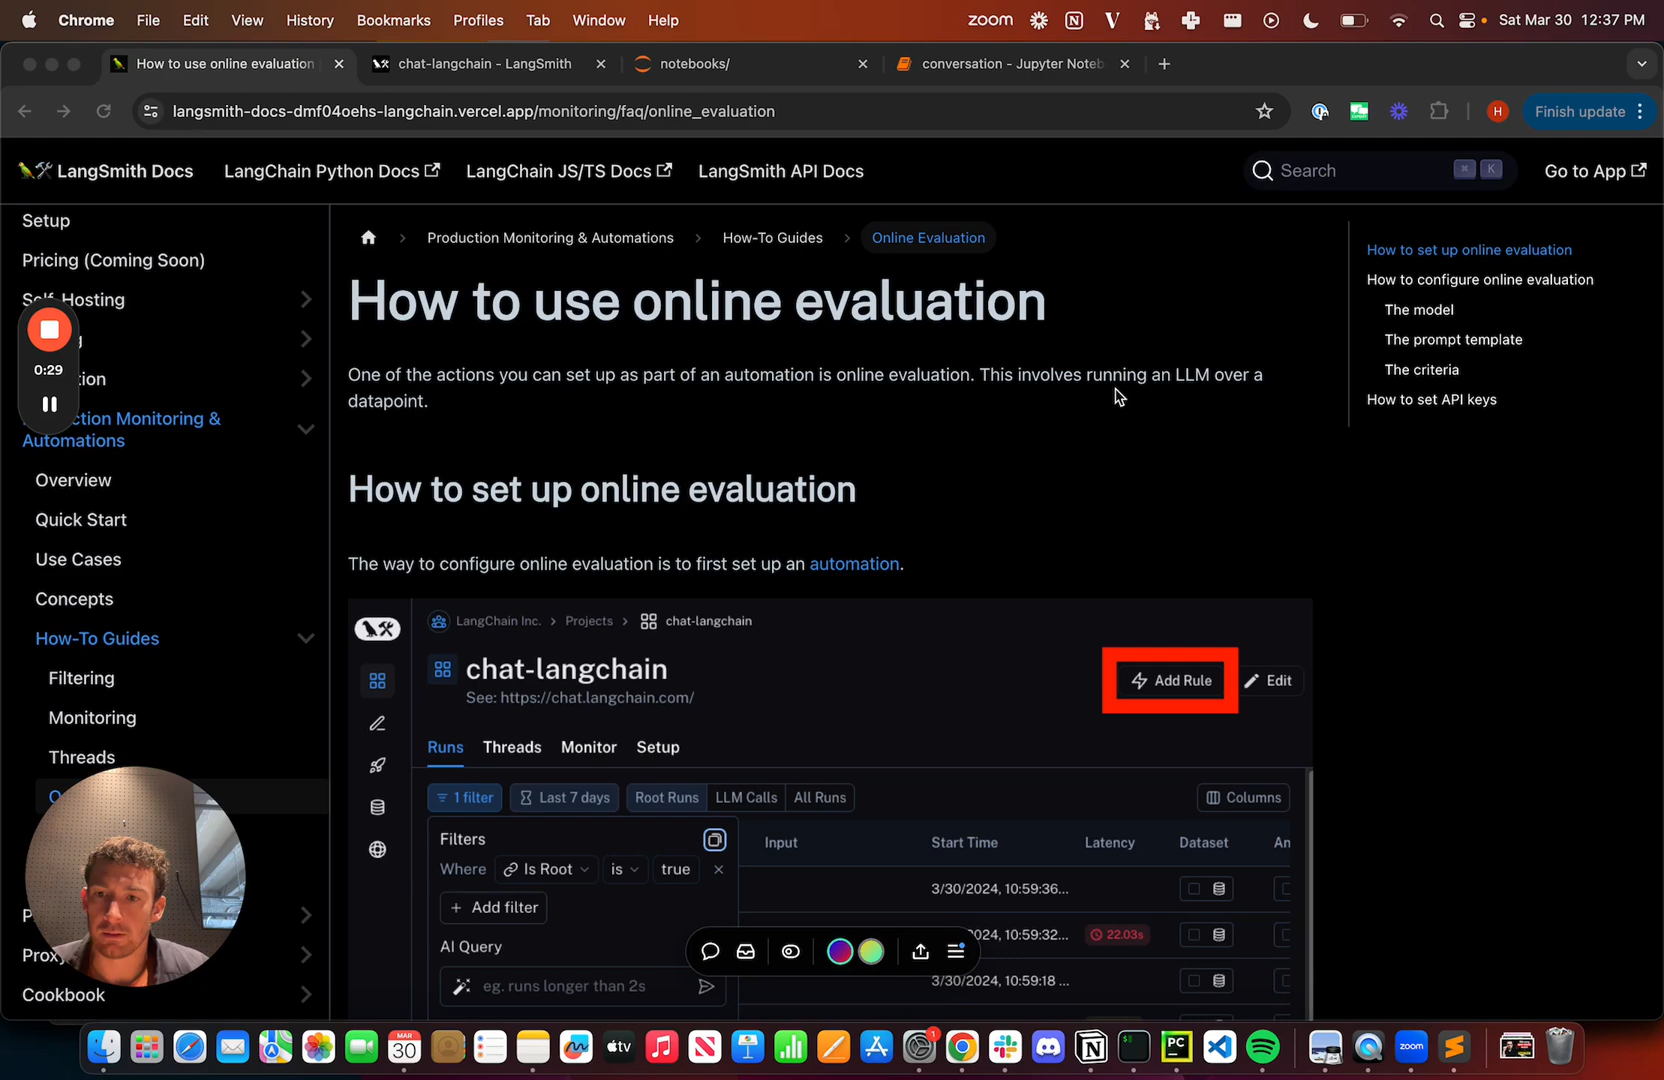 Chrome File Edit View History Bookmarks Profiles Tab Window Help zoom Sat Mar 30 12:37 PM
How to use online evaluation chat-langchain - LangSmith notebooks/ conversation - Jupyter Noteb
langsmith-docs-dmf04oehs-langchain.vercel.app/monitoring/faq/online_evaluation H Finish update
LangSmith Docs LangChain Python Docs LangChain JS/TS Docs LangSmith API Docs Search ⌘ K Go to App
Setup
Pricing (Coming Soon)
Self-Hosting
0:29
Monitoring &
Automations
Overview
Quick Start
Use Cases
Concepts
How-To Guides
Filtering
Monitoring
Threads
Cookbook
Production Monitoring & Automations > How-To Guides > Online Evaluation
How to use online evaluation
One of the actions you can set up as part of an automation is online evaluation. This involves running an LLM over a
datapoint.
How to set up online evaluation
The way to configure online evaluation is to first set up an automation.
LangChain Inc. > Projects > chat-langchain
chat-langchain
See: https://chat.langchain.com/
Add Rule Edit
Runs Threads Monitor Setup
1 filter Last 7 days Root Runs LLM Calls All Runs Columns
Filters
Where Is Root is true
+ Add filter
AI Query
eg. runs longer than 2s
Input Start Time Latency Dataset An
3/30/2024, 10:59:36...
3/30/2024, 10:59:32... 22.03s
3/30/2024, 10:59:18 ...
How to set up online evaluation
How to configure online evaluation
The model
The prompt template
The criteria
How to set API keys
MAR
30
tv
1
PC
zoom